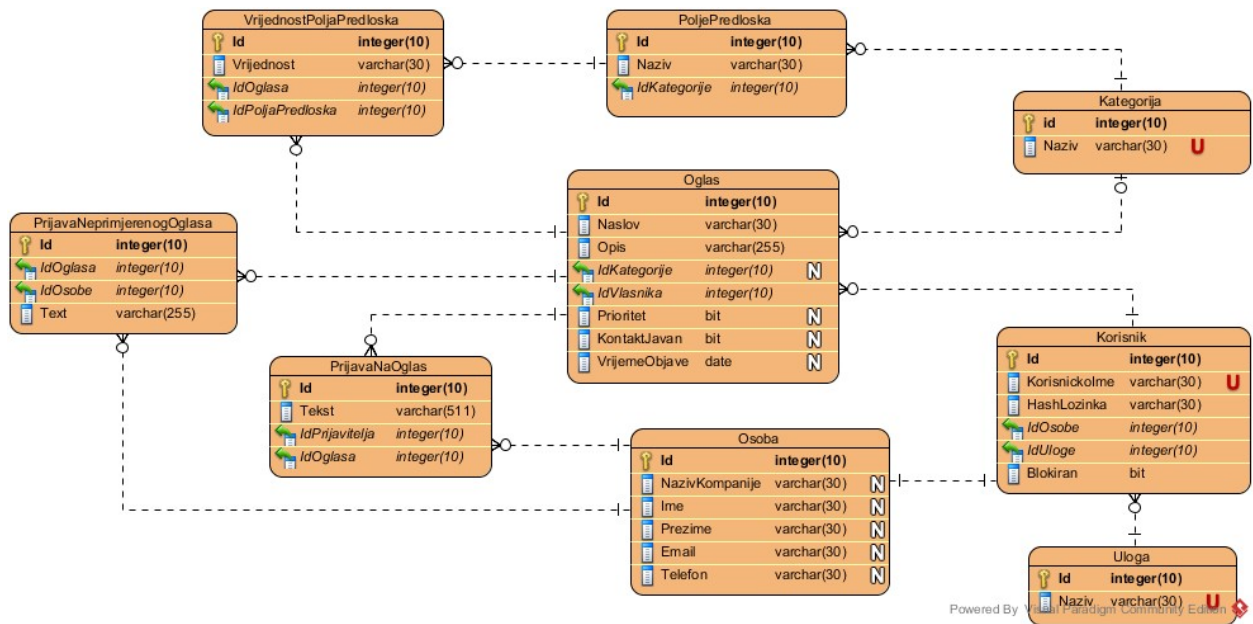 VrijednostPoljaPredloska
Id integer(10)
Vrijednost varchar(30)
IdOglasa integer(10)
IdPoljaPredloska integer(10)
PoljePredloska
Id integer(10)
Naziv varchar(30)
IdKategorije integer(10)
Kategorija
id integer(10)
Naziv varchar(30) U
Oglas
Id integer(10)
Naslov varchar(30)
Opis varchar(255)
IdKategorije integer(10) N
IdVlasnika integer(10)
Prioritet bit N
KontaktJavan bit N
VrijemeObjave date N
PrijavaNeprimjerenogOglasa
Id integer(10)
IdOglasa integer(10)
IdOsobe integer(10)
Text varchar(255)
PrijavaNaOglas
Id integer(10)
Tekst varchar(511)
IdPrijavitelja integer(10)
IdOglasa integer(10)
Korisnik
Id integer(10)
KorisnickoIme varchar(30) U
HashLozinka varchar(30)
IdOsobe integer(10)
IdUloge integer(10)
Blokiran bit
Osoba
Id integer(10)
NazivKompanije varchar(30) N
Ime varchar(30) N
Prezime varchar(30) N
Email varchar(30) N
Telefon varchar(30) N
Uloga
Id integer(10)
Naziv varchar(30) U
Powered By Visual Paradigm Community Edition